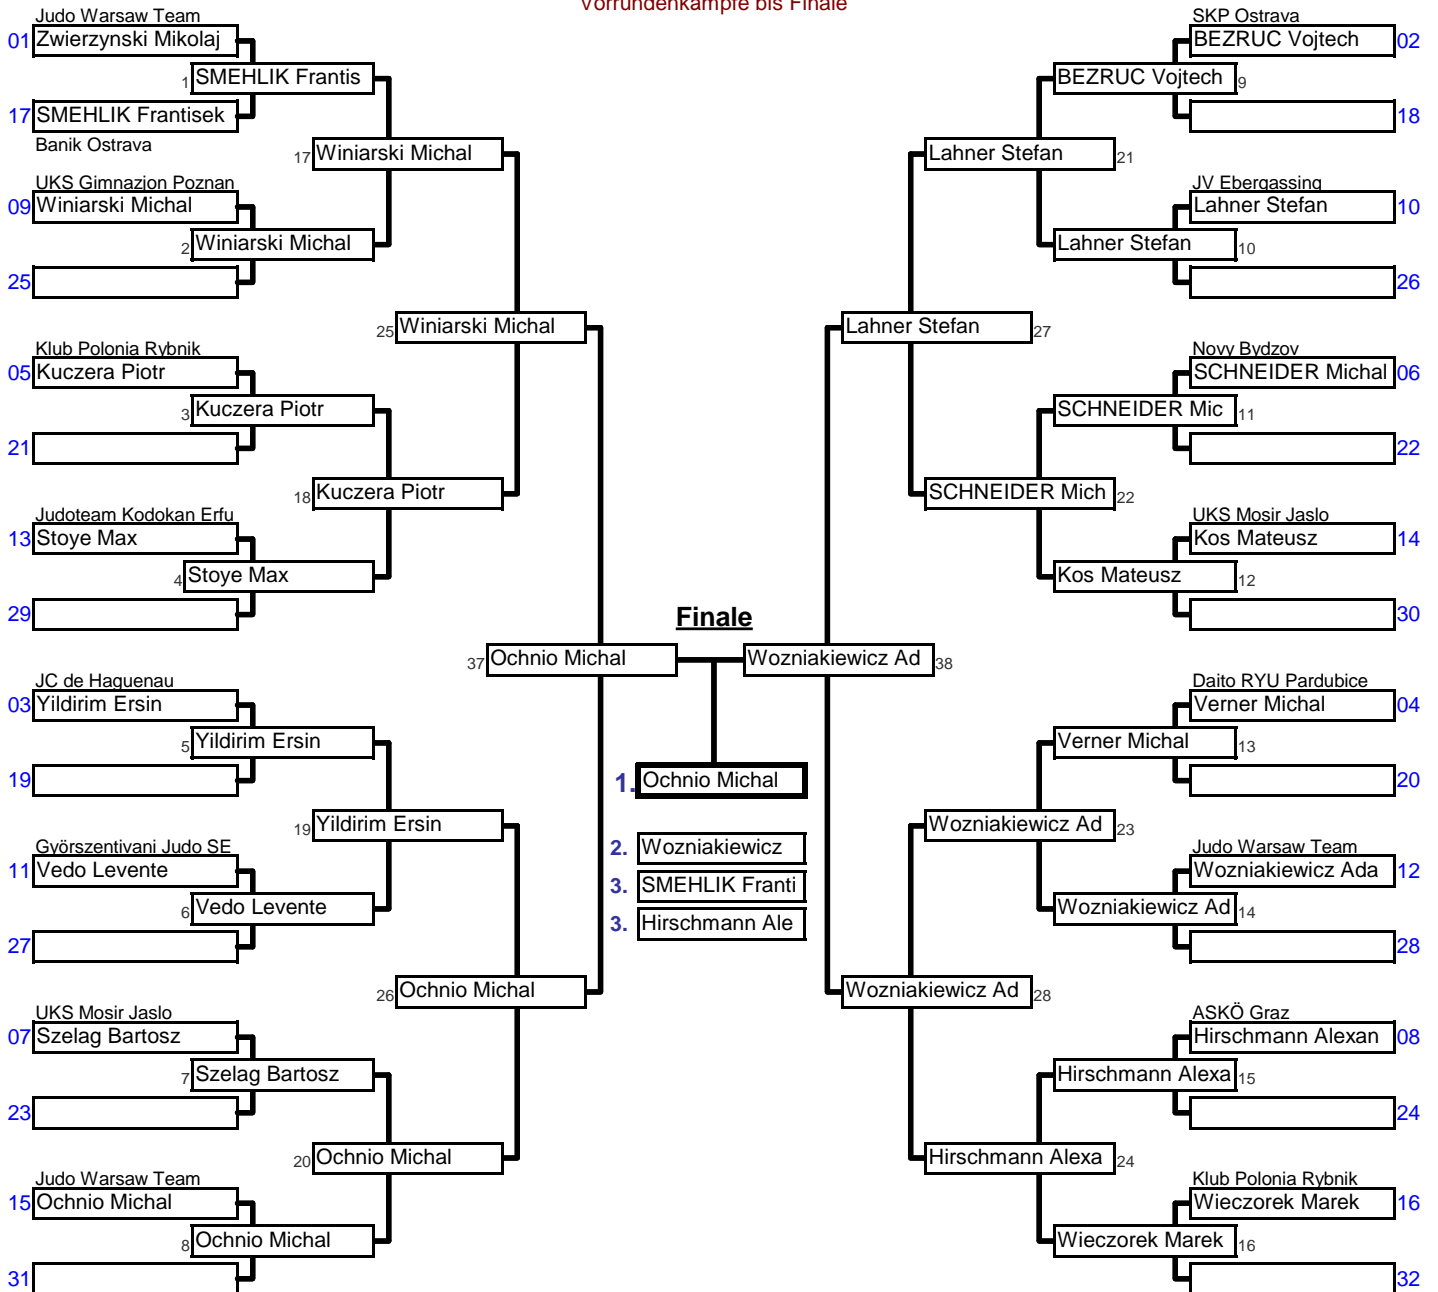 Vorrundenkämpfe bis Finale
Judo Warsaw Team
01 Zwierzynski Mikolaj
1 SMEHLIK Frantis
17 SMEHLIK Frantisek
Banik Ostrava
17 Winiarski Michal
UKS Gimnazjon Poznan
09 Winiarski Michal
2 Winiarski Michal
25
25 Winiarski Michal
Klub Polonia Rybnik
05 Kuczera Piotr
3 Kuczera Piotr
21
18 Kuczera Piotr
Judoteam Kodokan Erfu
13 Stoye Max
4 Stoye Max
29
37 Ochnio Michal
JC de Haguenau
03 Yildirim Ersin
5 Yildirim Ersin
19
19 Yildirim Ersin
Györszentivani Judo SE
11 Vedo Levente
6 Vedo Levente
27
26 Ochnio Michal
UKS Mosir Jaslo
07 Szelag Bartosz
7 Szelag Bartosz
23
20 Ochnio Michal
Judo Warsaw Team
15 Ochnio Michal
8 Ochnio Michal
31
Finale
1. Ochnio Michal
2. Wozniakiewicz
3. SMEHLIK Franti
3. Hirschmann Ale
SKP Ostrava
BEZRUC Vojtech 02
BEZRUC Vojtech 9
18
Lahner Stefan 21
JV Ebergassing
Lahner Stefan 10
Lahner Stefan 10
26
Lahner Stefan 27
Novy Bydzov
SCHNEIDER Michal 06
SCHNEIDER Mic 11
22
SCHNEIDER Mich 22
UKS Mosir Jaslo
Kos Mateusz 14
Kos Mateusz 12
30
Wozniakiewicz Ad 38
Daito RYU Pardubice
Verner Michal 04
Verner Michal 13
20
Wozniakiewicz Ad 23
Judo Warsaw Team
Wozniakiewicz Ada 12
Wozniakiewicz Ad 14
28
Wozniakiewicz Ad 28
ASKÖ Graz
Hirschmann Alexan 08
Hirschmann Alexa 15
24
Hirschmann Alexa 24
Klub Polonia Rybnik
Wieczorek Marek 16
Wieczorek Marek 16
32